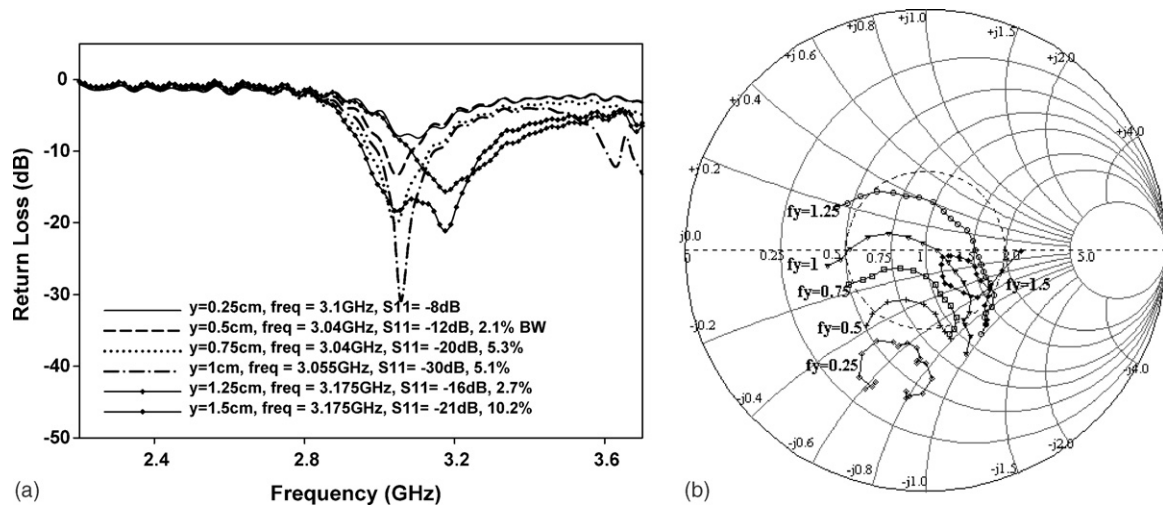 0
-10
-20
-30
-40
-50
Return Loss (dB)
y=0.25cm, freq = 3.1GHz, S11= -8dB
y=0.5cm, freq = 3.04GHz, S11= -12dB, 2.1% BW
y=0.75cm, freq = 3.04GHz, S11= -20dB, 5.3%
y=1cm, freq = 3.055GHz, S11= -30dB, 5.1%
y=1.25cm, freq = 3.175GHz, S11= -16dB, 2.7%
y=1.5cm, freq = 3.175GHz, S11= -21dB, 10.2%
2.4 2.8 3.2 3.6
Frequency (GHz)
(a)
+j0.8 +j1.0 +j1.5
+j 0.6 +j2.0
+j 0.4
+j4.0
+j 0.2
fy=1.25
j0.0
0 0.25 0.5 0.75 1 2.0 5.0
fy=1
fy=0.75
fy=1.5
-j0.2
fy=0.5
fy=0.25
-j4.0
-j0.4
-j0.6 -j2.0
-j0.8 -j1.0 -j1.5
(b)